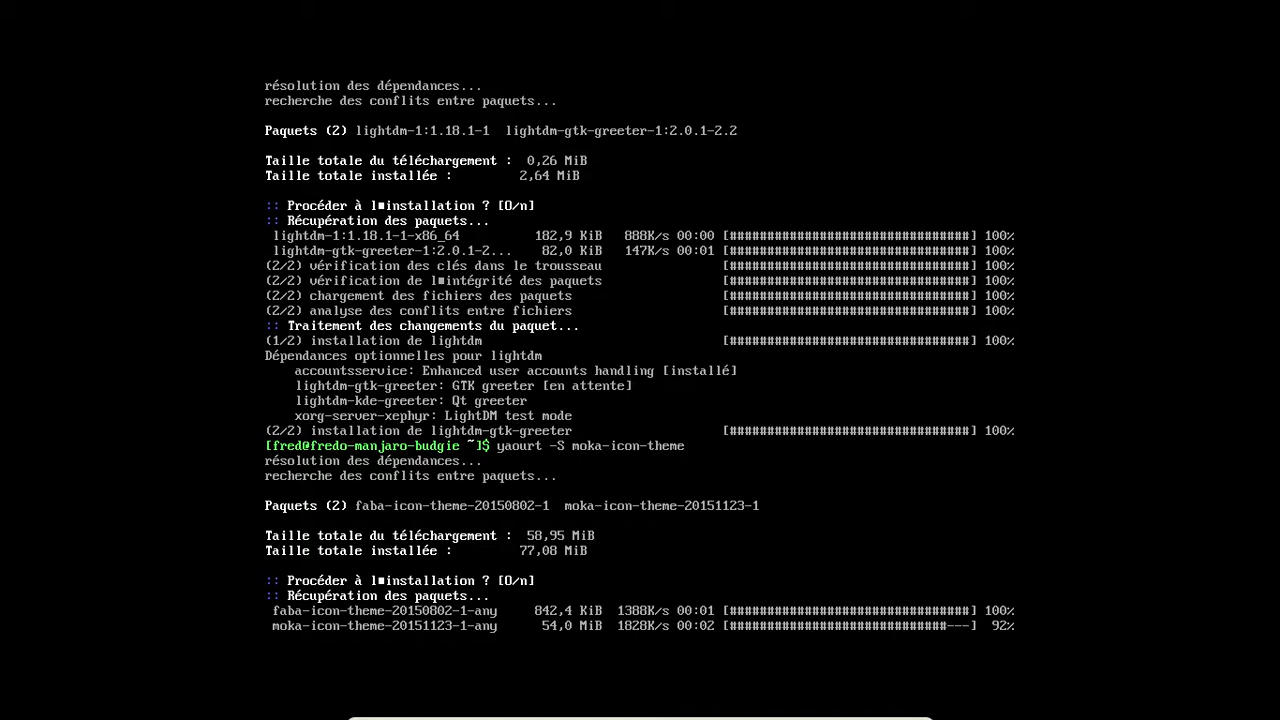 résolution des dépendances...
recherche des conflits entre paquets...
Paquets (2) lightdm-1:1.18.1-1  lightdm-gtk-greeter-1:2.0.1-2.2
Taille totale du téléchargement :  0,26 MiB
Taille totale installée :         2,64 MiB
:: Procéder à l■installation ? [O/n]
:: Récupération des paquets...
lightdm-1:1.18.1-1-x86_64          182,9 KiB   888K/s 00:00 [################################] 100%
lightdm-gtk-greeter-1:2.0.1-2...    82,0 KiB   147K/s 00:01 [################################] 100%
(2/2) vérification des clés dans le trousseau                [################################] 100%
(2/2) vérification de l■intégrité des paquets                [################################] 100%
(2/2) chargement des fichiers des paquets                    [################################] 100%
(2/2) analyse des conflits entre fichiers                    [################################] 100%
:: Traitement des changements du paquet...
(1/2) installation de lightdm                                [################################] 100%
Dépendances optionnelles pour lightdm
accountsservice: Enhanced user accounts handling [installé]
lightdm-gtk-greeter: GTK greeter [en attente]
lightdm-kde-greeter: Qt greeter
xorg-server-xephyr: LightDM test mode
(2/2) installation de lightdm-gtk-greeter                    [################################] 100%
[fred@fredo-manjaro-budgie ~]$ yaourt -S moka-icon-theme
résolution des dépendances...
recherche des conflits entre paquets...
Paquets (2) faba-icon-theme-20150802-1  moka-icon-theme-20151123-1
Taille totale du téléchargement :  58,95 MiB
Taille totale installée :         77,08 MiB
:: Procéder à l■installation ? [O/n]
:: Récupération des paquets...
faba-icon-theme-20150802-1-any     842,4 KiB  1388K/s 00:01 [################################] 100%
moka-icon-theme-20151123-1-any      54,0 MiB  1828K/s 00:02 [#############################---]  92%